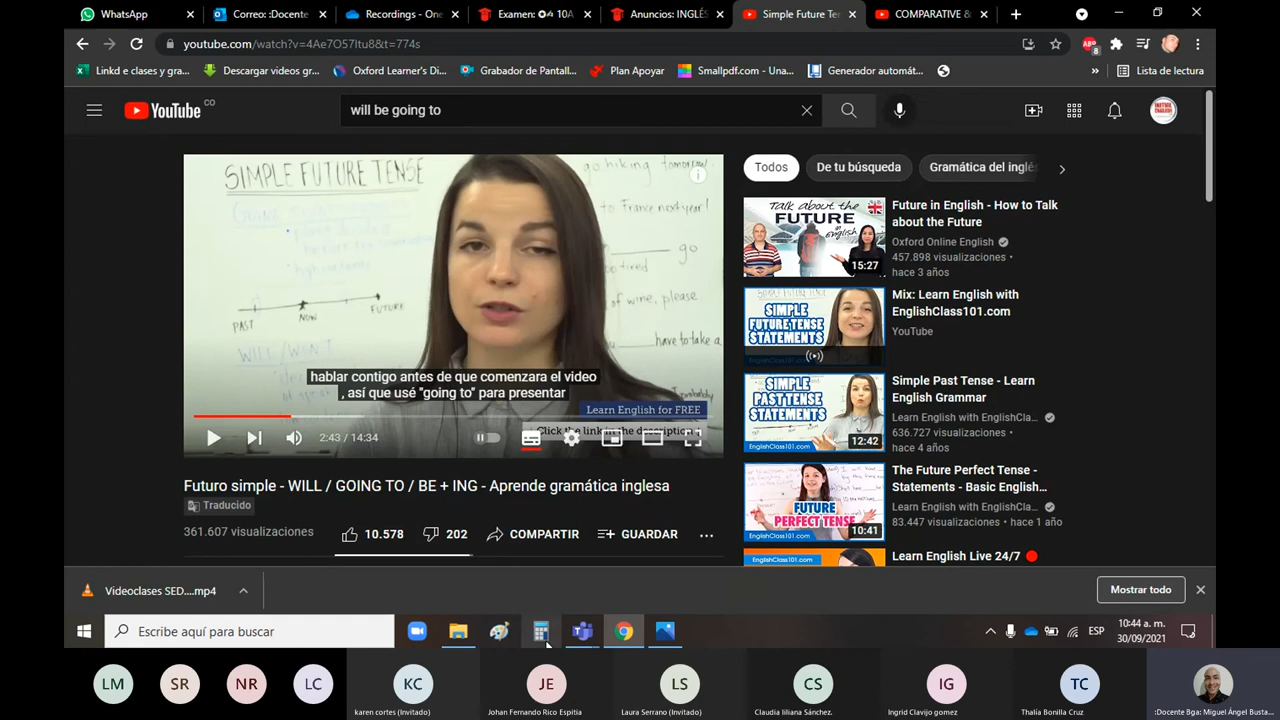 WhatsApp
Correo: :Docente
Recordings - One
Examen:
Anuncios: INGLÉS
Simple Future Ten
COMPARATIVE &
youtube.com/watch?v=4Ae7O57Itu8&t=774s
Linkd e clases y gra...
Descargar videos gr...
Oxford Learner's Di...
Grabador de Pantall...
Plan Apoyar
Smallpdf.com - Una...
Generador automát...
»
Lista de lectura
YouTube CO
will be going to
SIMPLE FUTURE TENSE
go hiking tomorrow.
to France next year!
go
be tired
of wine, please
have to take a
PAST
NOW
FUTURE
WILL / WON'T
hablar contigo antes de que comenzara el video
, así que usé "going to" para presentar
Learn English for FREE
Click the link in the description
2:43 / 14:34
Futuro simple - WILL / GOING TO / BE + ING - Aprende gramática inglesa
Traducido
361.607 visualizaciones
10.578
202
COMPARTIR
GUARDAR
...
Todos
De tu búsqueda
Gramática del inglés
Talk about the
FUTURE
in English
15:27
Future in English - How to Talk
about the Future
Oxford Online English
457.898 visualizaciones •
hace 3 años
SIMPLE
FUTURE TENSE
STATEMENTS
Mix: Learn English with
EnglishClass101.com
YouTube
SIMPLE
PAST TENSE
STATEMENTS
EnglishClass101.com
12:42
Simple Past Tense - Learn
English Grammar
Learn English with EnglishCla...
636.727 visualizaciones •
hace 4 años
FUTURE
PERFECT TENSE
EnglishClass101.com
10:41
The Future Perfect Tense -
Statements - Basic English...
Learn English with EnglishCla...
83.447 visualizaciones • hace 1 año
EnglishClass101.com
Learn English Live 24/7
Videoclases SED....mp4
Mostrar todo
Escribe aquí para buscar
ESP
10:44 a. m.
30/09/2021
LM
SR
NR
LC
KC
karen cortes (Invitado)
JE
Johan Fernando Rico Espitia
LS
Laura Serrano (Invitado)
CS
Claudia liliana Sánchez.
IG
Ingrid Clavijo gomez
TC
Thalía Bonilla Cruz
:Docente Bga: Miguel Ángel Busta...